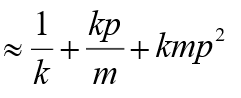 ≈ 1/k + kp/m + kmp²